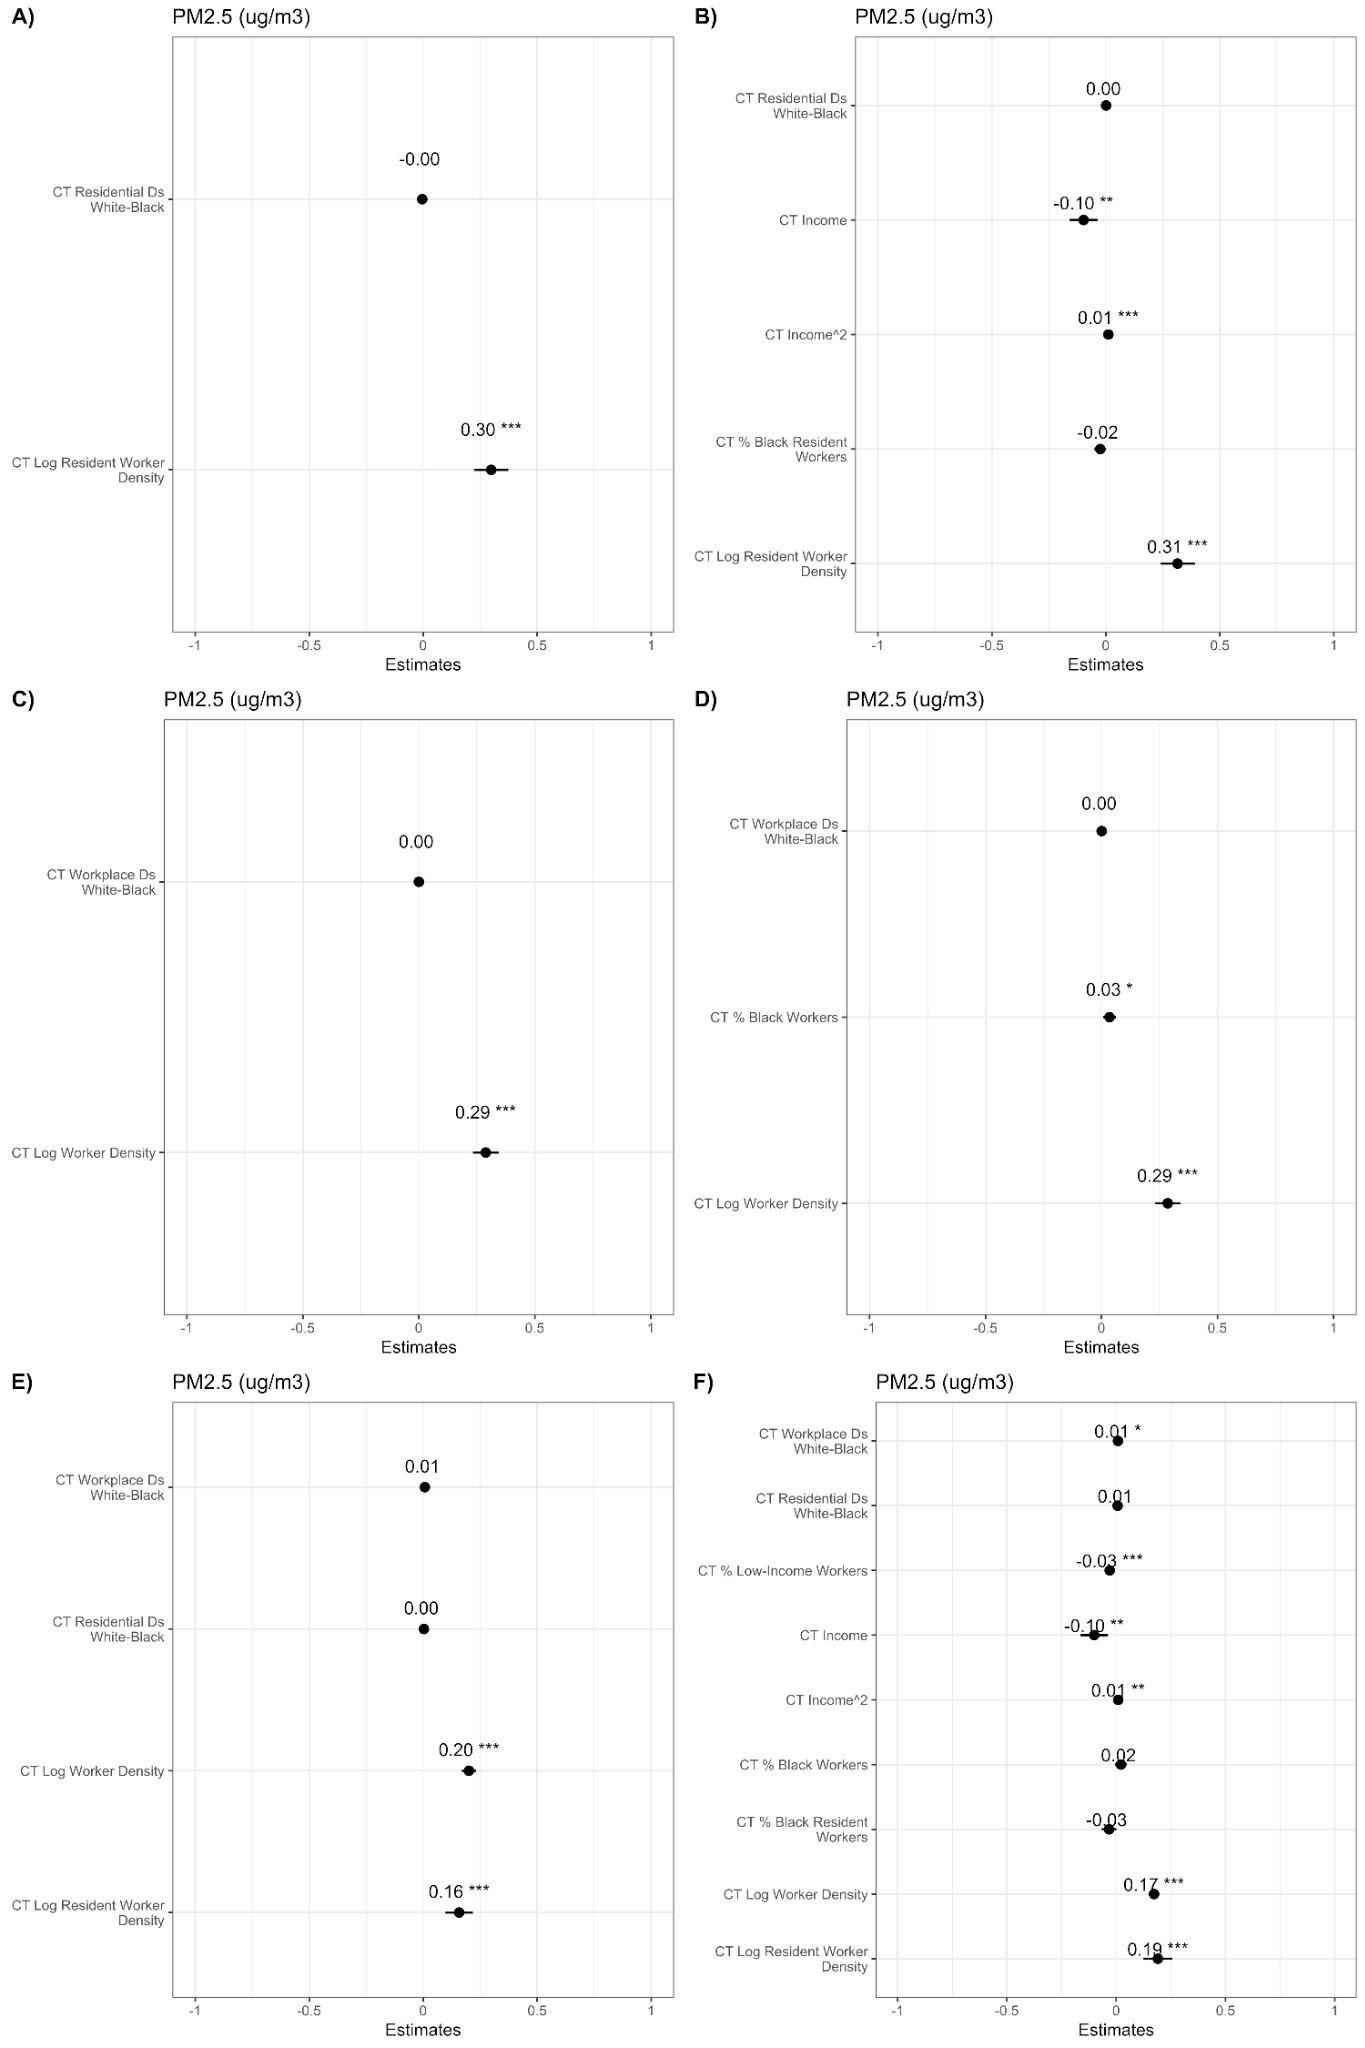 A)
PM2.5 (ug/m3)
-0.00
CT Residential Ds
White-Black
0.30 ***
CT Log Resident Worker
Density
-1
-0.5
0
0.5
1
Estimates
B)
PM2.5 (ug/m3)
0.00
CT Residential Ds
White-Black
-0.10 **
CT Income
0.01 ***
CT Income^2
-0.02
CT % Black Resident
Workers
0.31 ***
CT Log Resident Worker
Density
-1
-0.5
0
0.5
1
Estimates
C)
PM2.5 (ug/m3)
0.00
CT Workplace Ds
White-Black
0.29 ***
CT Log Worker Density
-1
-0.5
0
0.5
1
Estimates
D)
PM2.5 (ug/m3)
0.00
CT Workplace Ds
White-Black
0.03 *
CT % Black Workers
0.29 ***
CT Log Worker Density
-1
-0.5
0
0.5
1
Estimates
E)
PM2.5 (ug/m3)
0.01
CT Workplace Ds
White-Black
0.00
CT Residential Ds
White-Black
0.20 ***
CT Log Worker Density
0.16 ***
CT Log Resident Worker
Density
-1
-0.5
0
0.5
1
Estimates
F)
PM2.5 (ug/m3)
0.01 *
CT Workplace Ds
White-Black
0.01
CT Residential Ds
White-Black
-0.03 ***
CT % Low-Income Workers
-0.10 **
CT Income
0.01 **
CT Income^2
0.02
CT % Black Workers
-0.03
CT % Black Resident
Workers
0.17 ***
CT Log Worker Density
0.19 ***
CT Log Resident Worker
Density
-1
-0.5
0
0.5
1
Estimates